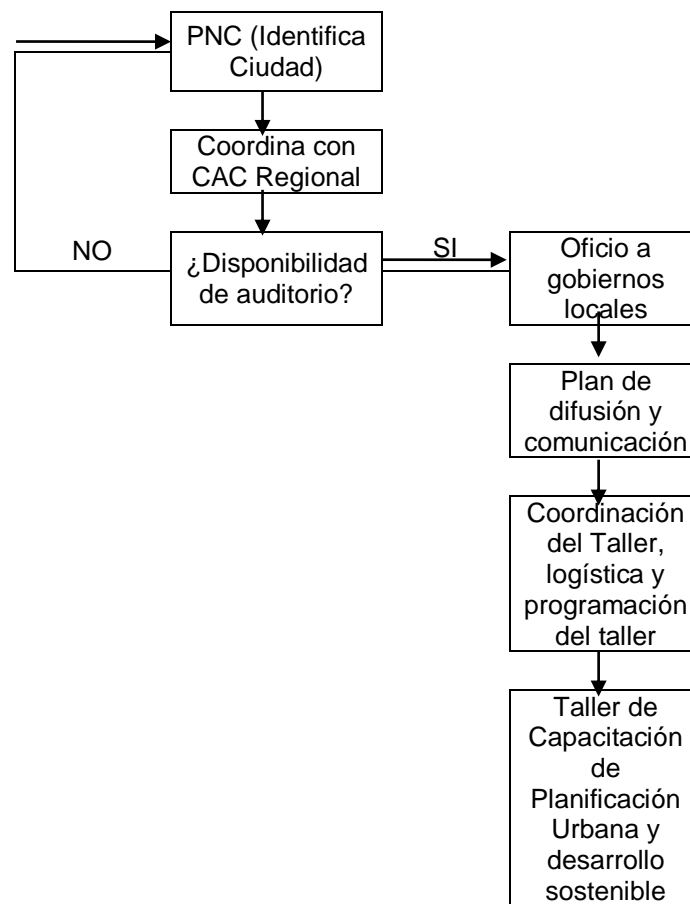 PNC (Identifica
Ciudad)
Coordina con
CAC Regional
NO
¿Disponibilidad
de auditorio?
SI
Oficio a
gobiernos
locales
Plan de
difusión y
comunicación
Coordinación
del Taller,
logística y
programación
del taller
Taller de
Capacitación
de
Planificación
Urbana y
desarrollo
sostenible